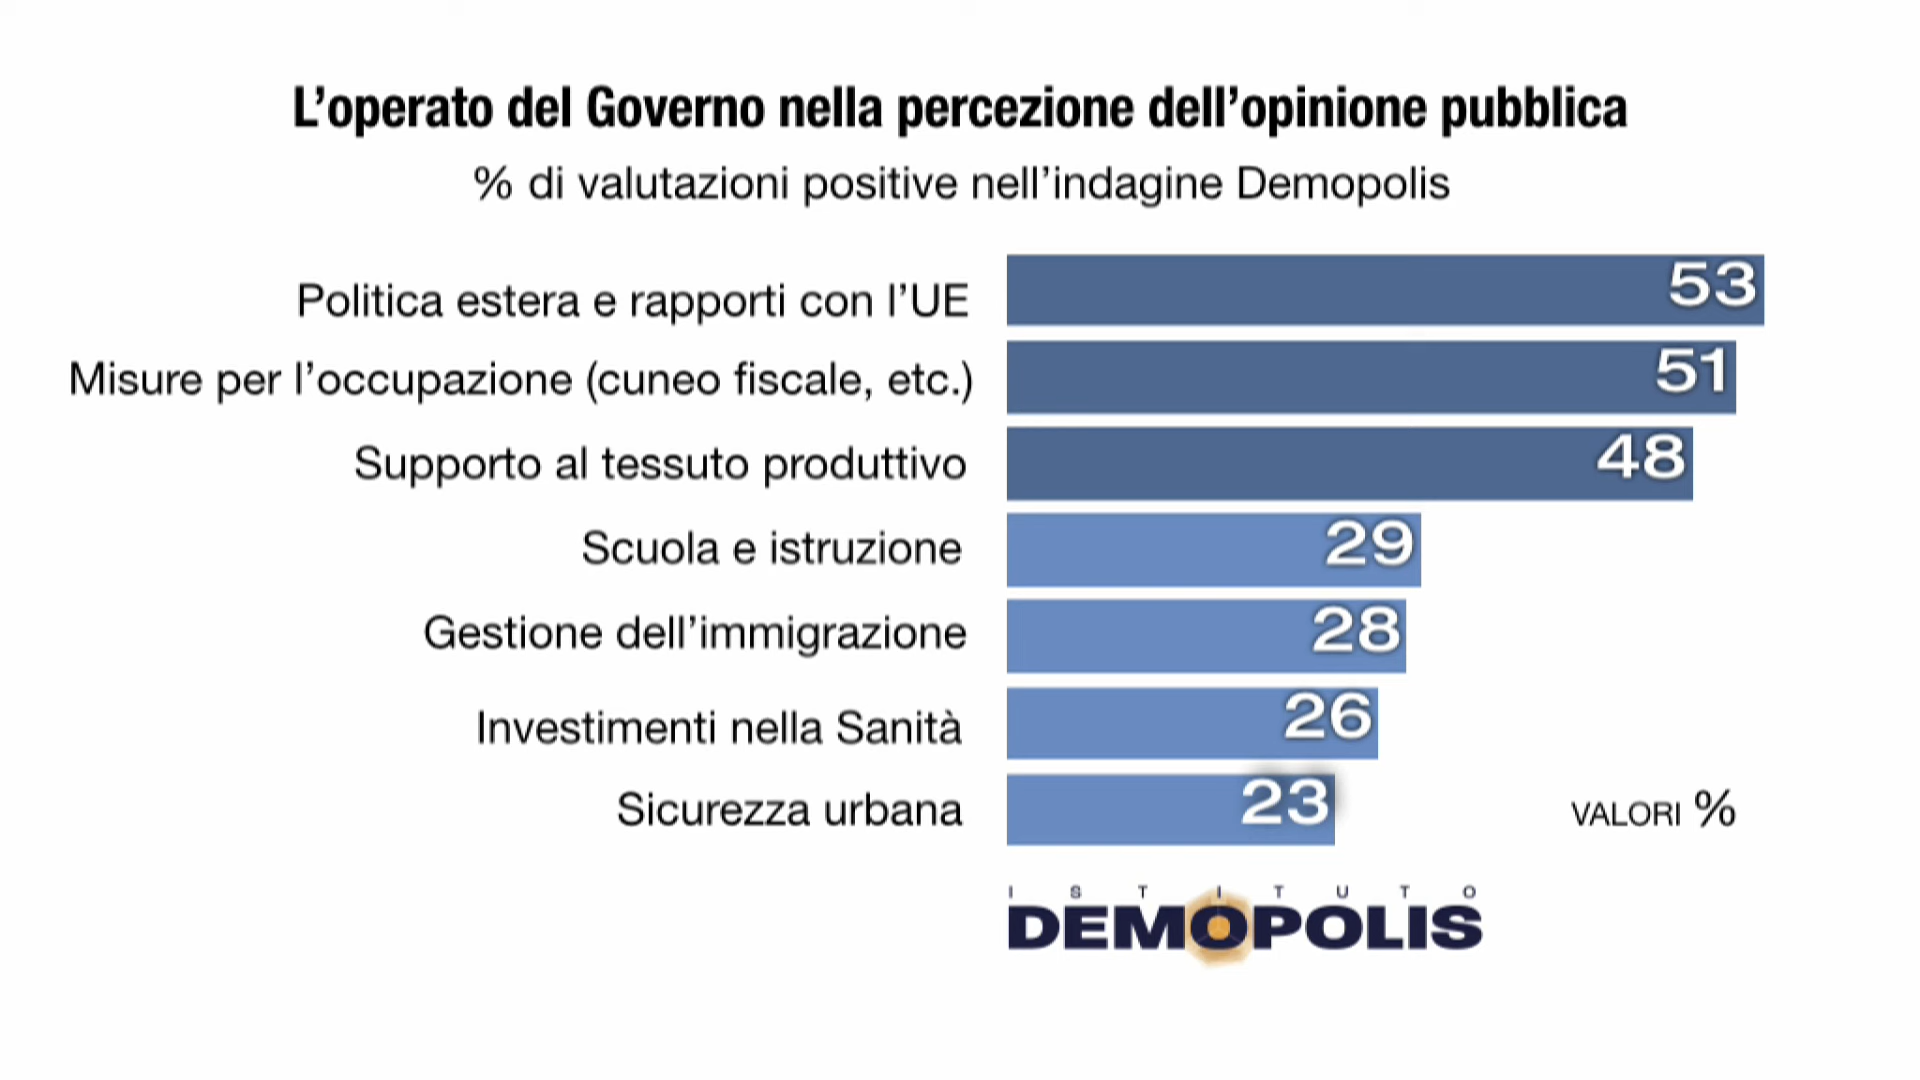 L’operato del Governo nella percezione dell’opinione pubblica
% di valutazioni positive nell’indagine Demopolis
Politica estera e rapporti con l’UE 53
Misure per l’occupazione (cuneo fiscale, etc.) 51
Supporto al tessuto produttivo 48
Scuola e istruzione 29
Gestione dell’immigrazione 28
Investimenti nella Sanità 26
Sicurezza urbana 23
VALORI %
ISTITUTO
DEMOPOLIS